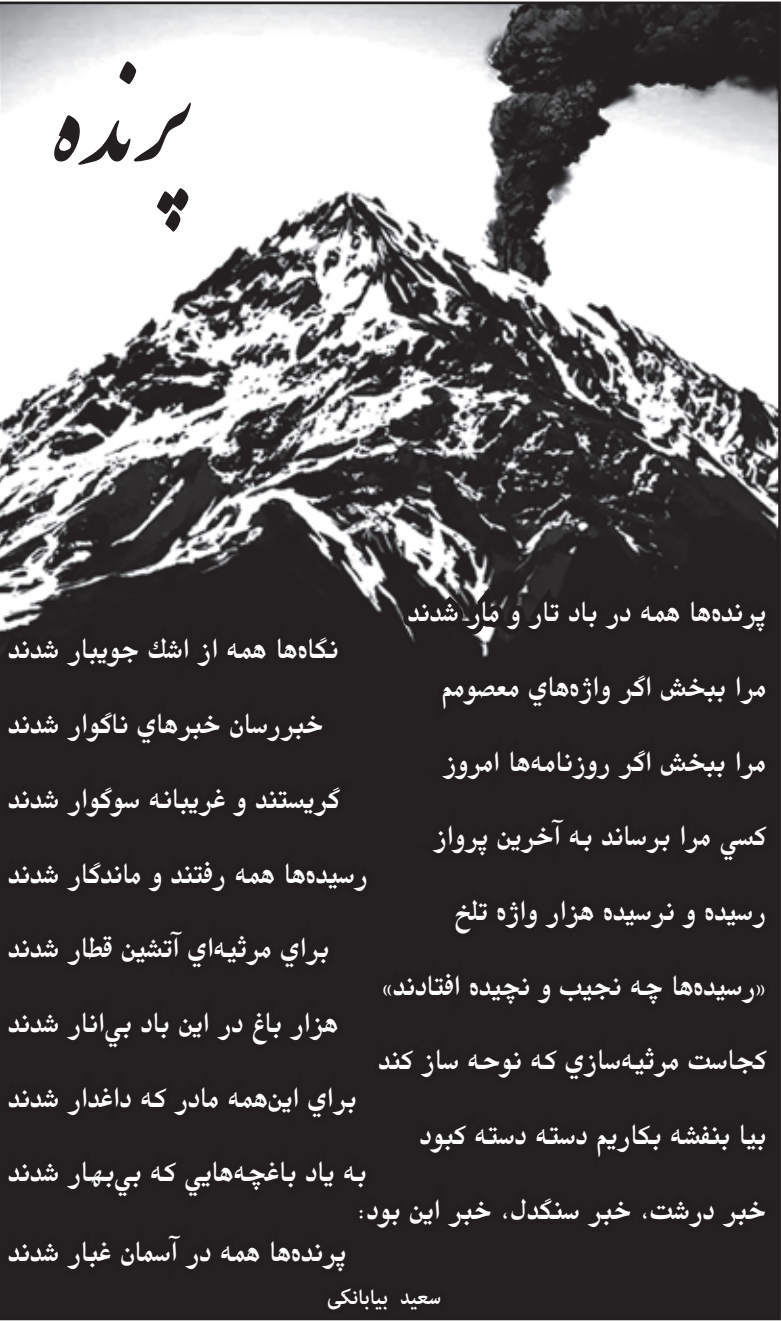 پرنده
پرنده‌ها همه در باد تار و مٰار شدند
نگاه‌ها همه از اشك جويبار شدند
مرا ببخش اگر واژه‌هاي معصومم
خبررسان خبرهاي ناگوار شدند
مرا ببخش اگر روزنامه‌ها امروز
گريستند و غريبانه سوگوار شدند
كسي مرا برساند به آخرين پرواز
رسيده‌ها همه رفتند و ماندگار شدند
رسيده و نرسيده هزار واژه تلخ
براي مرثيه‌اي آتشين قطار شدند
«رسيده‌ها چه نجيب و نچيده افتادند»
هزار باغ در اين باد بي‌انار شدند
كجاست مرثيه‌سازي كه نوحه ساز كند
براي اين‌همه مادر كه داغدار شدند
بيا بنفشه بكاريم دسته دسته كبود
به ياد باغچه‌هايي كه بي‌بهار شدند
خبر درشت، خبر سنگدل، خبر اين بود:
پرنده‌ها همه در آسمان غبار شدند
سعید بیابانکی